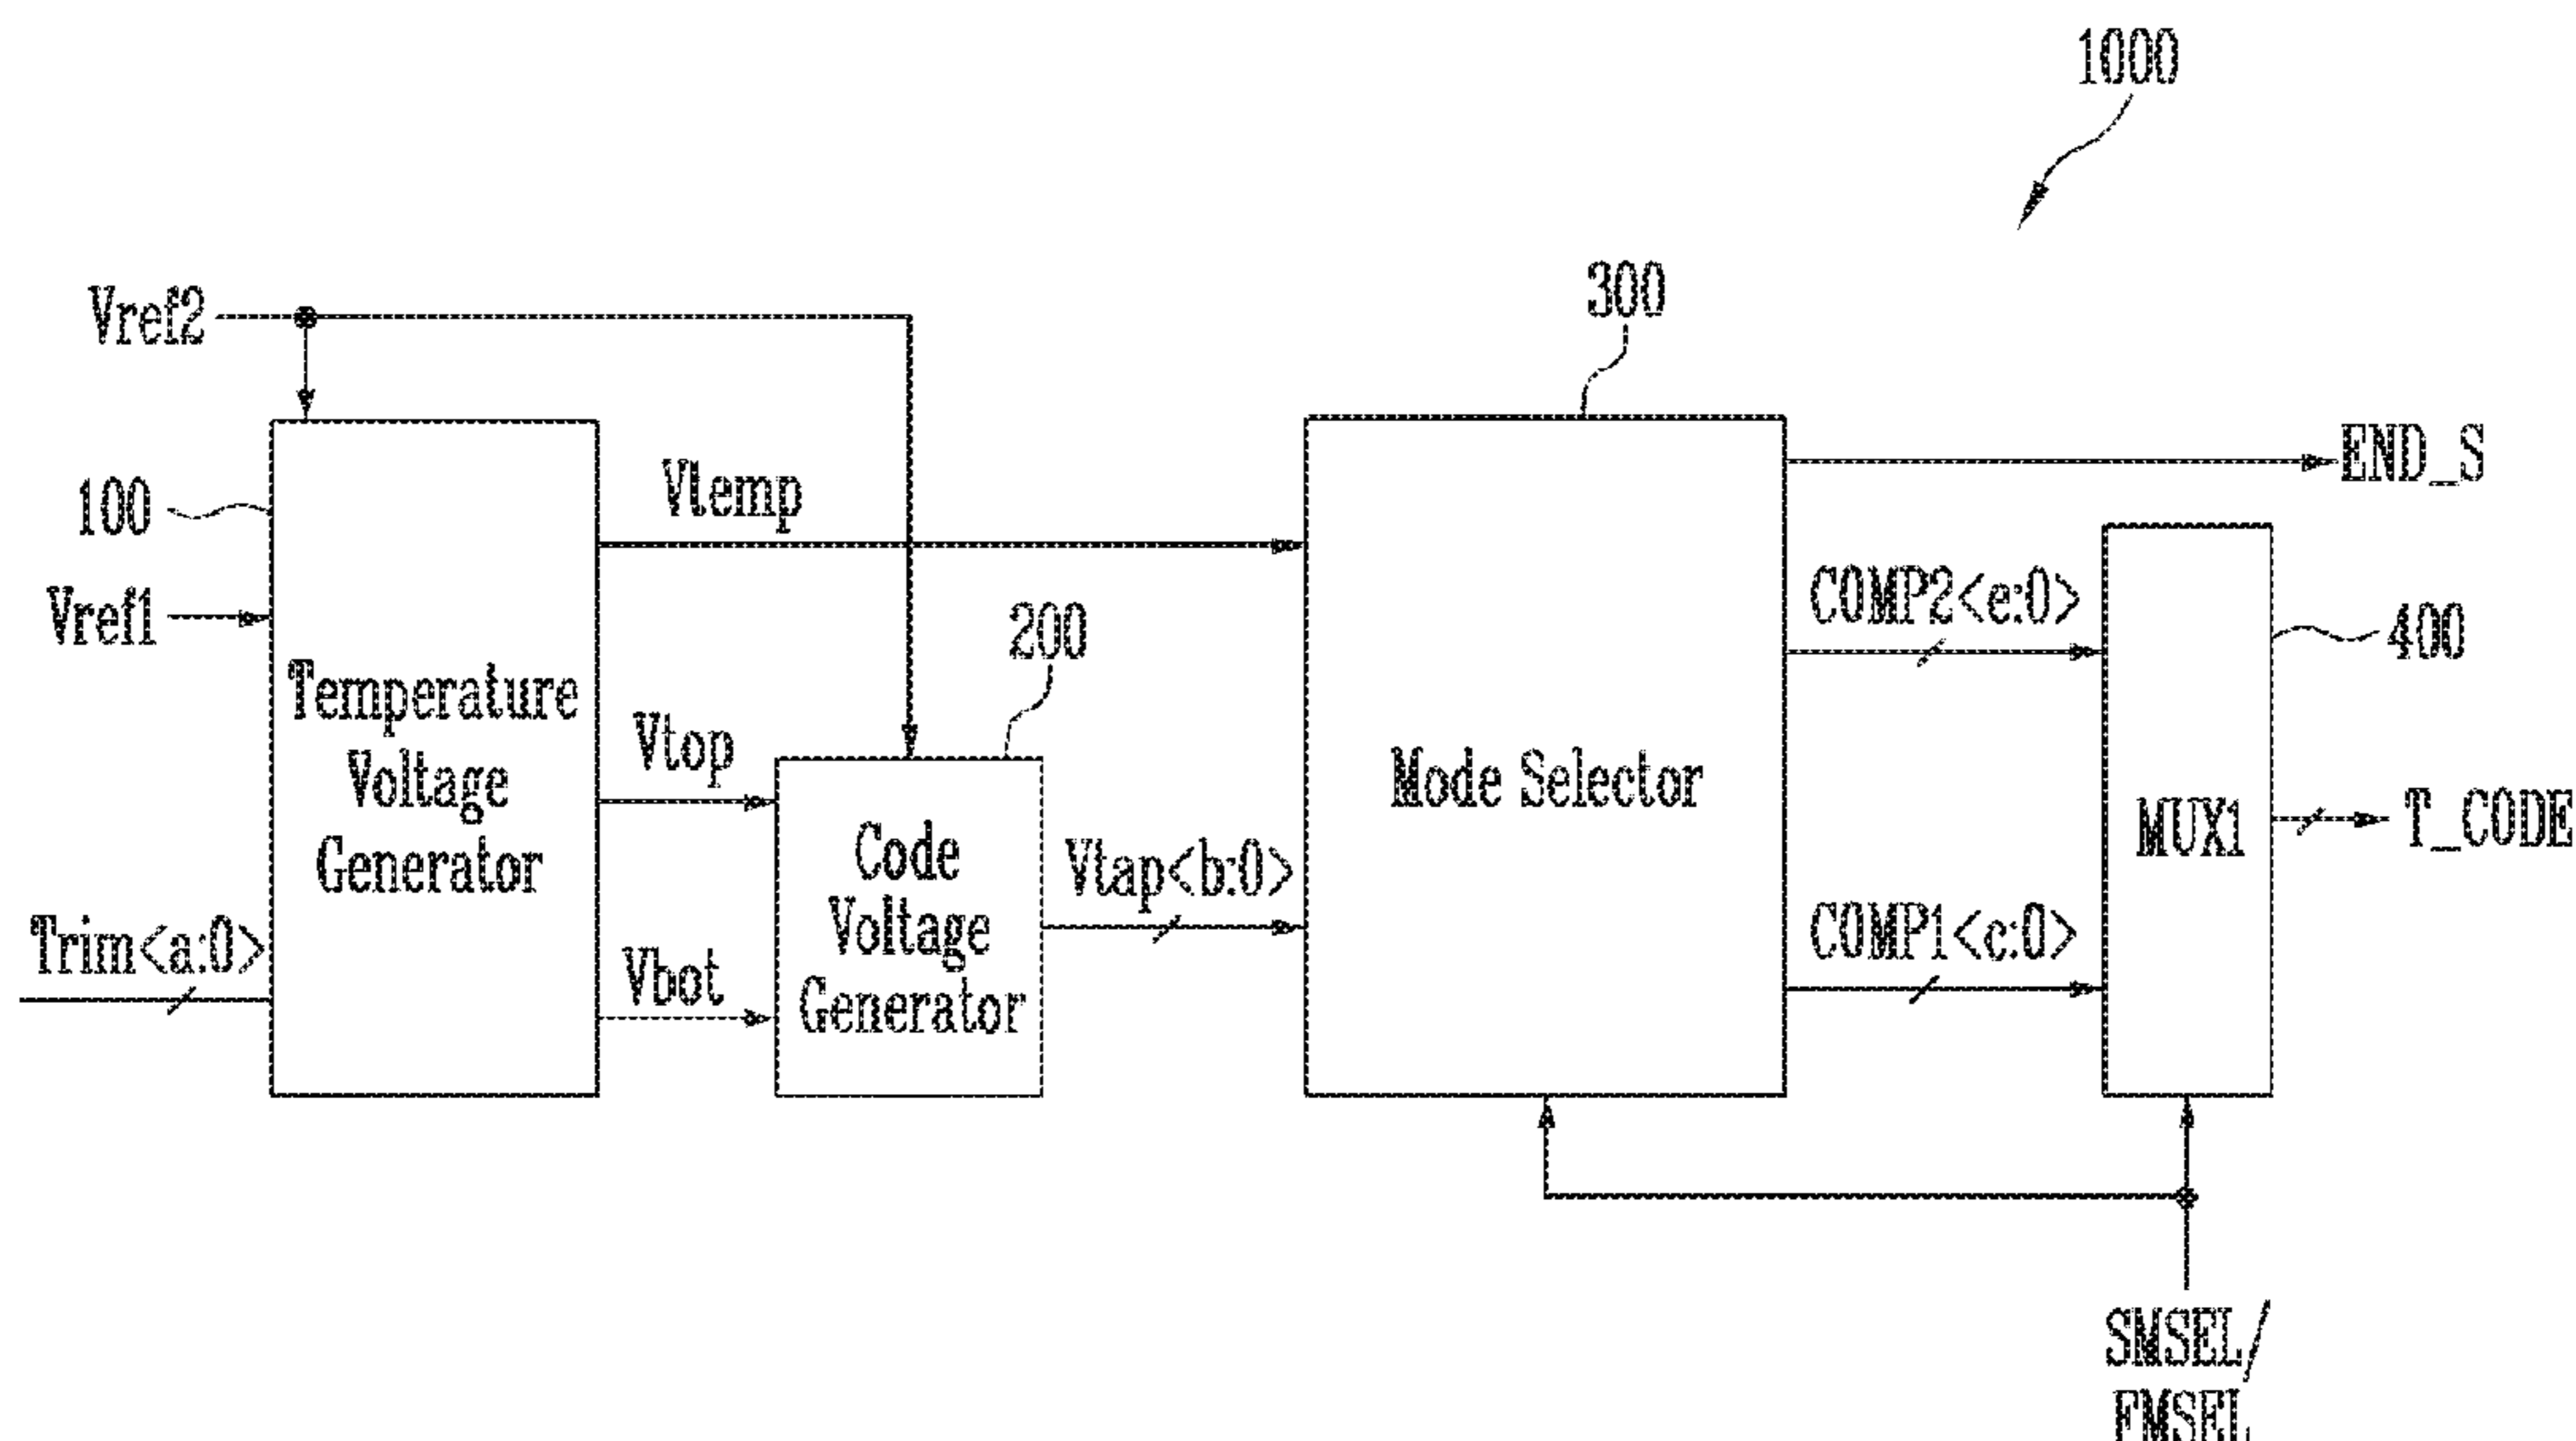 1000
Vref2
300
100
Vtemp
END_S
Vref1
COMP2<e:0>
200
400
Temperature
Voltage
Generator
Vtop
Mode Selector
MUX1
T_CODE
Code
Voltage
Generator
Vtap<b:0>
COMP1<c:0>
Trim<a:0>
Vbot
SMSEL/
FMSEL